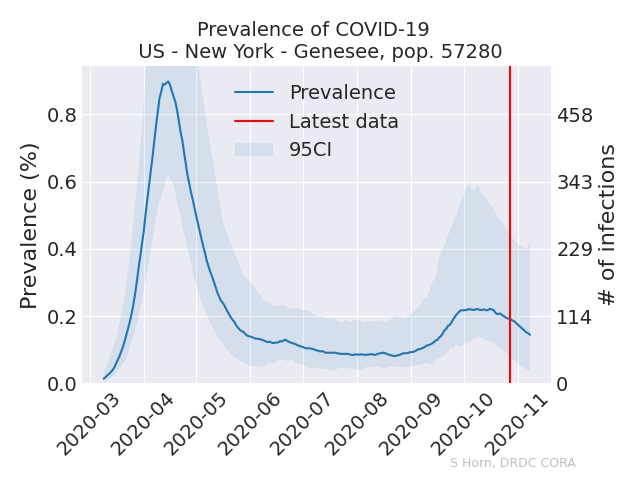 Prevalence of COVID-19
US - New York - Genesee, pop. 57280
Prevalence
Latest data
95CI
Prevalence (%)
0.8
0.6
0.4
0.2
0.0
# of infections
458
343
229
114
0
2020-03
2020-04
2020-05
2020-06
2020-07
2020-08
2020-09
2020-10
2020-11
S Horn, DRDC CORA